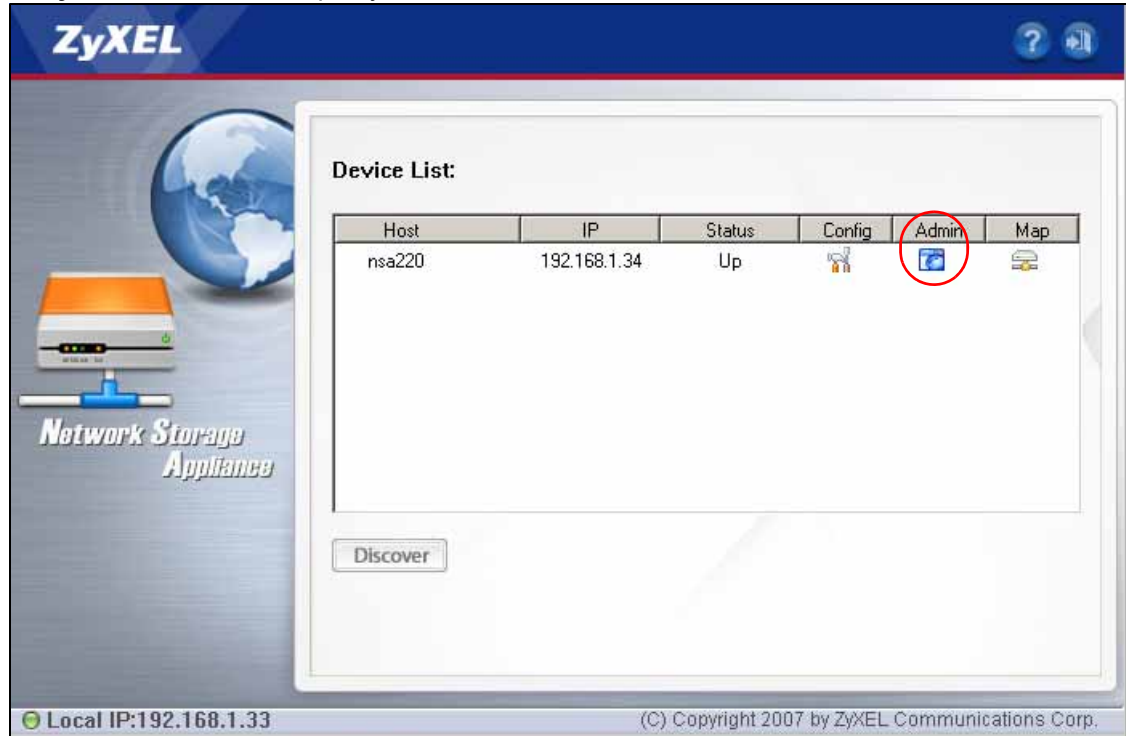 ZyXEL
Device List:
Host IP Status Config Admin Map
nsa220 192.168.1.34 Up
Network Storage
Appliance
Discover
Local IP:192.168.1.33 (C) Copyright 2007 by ZyXEL Communications Corp.